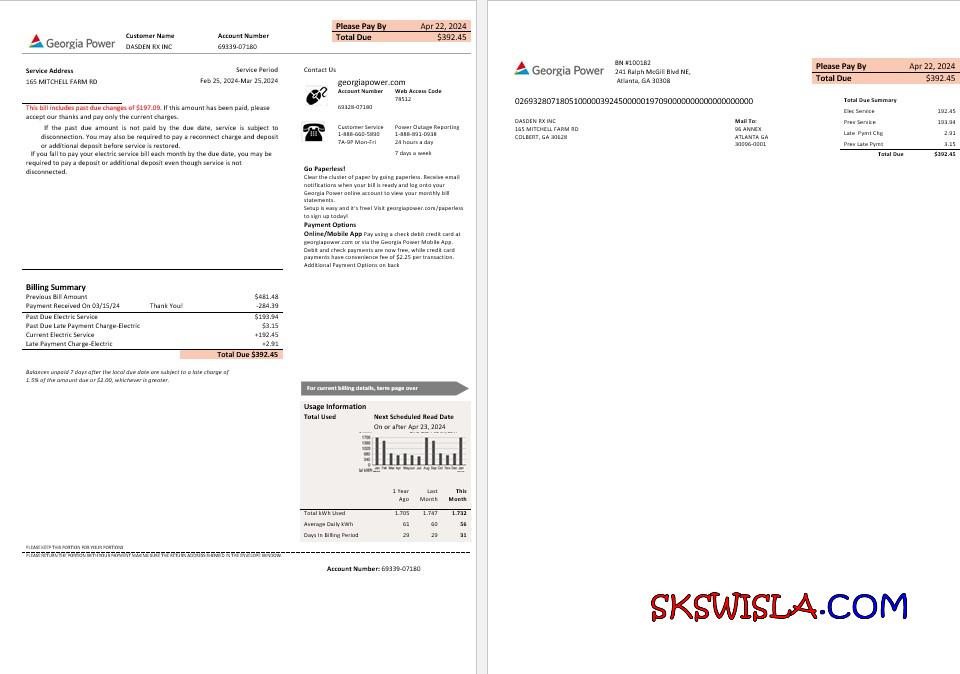 Georgia Power
Customer Name
DASDEN RX INC
Account Number
69339-07180
Please Pay By Apr 22, 2024
Total Due $392.45
Service Address
165 MITCHELL FARM RD
Service Period
Feb 25, 2024-Mar 25,2024
This bill includes past due changes of $197.09. If this amount has been paid, please
accept our thanks and pay only the current charges.
If the past due amount is not paid by the due date, service is subject to
disconnection. You may also be required to pay a reconnect charge and deposit
or additional deposit before service is restored.
If you fall to pay your electric service bill each month by the due date, you may be
required to pay a deposit or additional deposit even though service is not
disconnected.
Contact Us
georgiapower.com
Account Number Web Access Code
78512
69328-07180
Customer Service Power Outage Reporting
1-888-660-5890 1-888-891-0938
7A-9P Mon-Fri 24 hours a day
7 days a week
Go Paperless!
Clear the cluster of paper by going paperless. Receive email
notifications when your bill is ready and log onto your
Georgia Power online account to view your monthly bill
statements.
Setup is easy and it's free! Visit georgiapower.com/paperless
to sign up today!
Payment Options
Online/Mobile App Pay using a check debit credit card at
georgiapower.com or via the Georgia Power Mobile App.
Debit and check payments are now free, while credit card
payments have convenience fee of $2.25 per transaction.
Additional Payment Options on back
Billing Summary
Previous Bill Amount $481.48
Payment Received On 03/15/24 Thank You! -284.39
Past Due Electric Service $193.94
Past Due Late Payment Charge-Electric $3.15
Current Electric Service +192.45
Late Payment Charge-Electric +2.91
Total Due $392.45
Balances unpaid 7 days after the local due date are subject to a late charge of
1.5% of the amount due or $2.00, whichever is greater.
For current billing details, term page over
Usage Information
Total Used
Next Scheduled Read Date
On or after Apr 23, 2024
1 Year Ago Last Month This Month
Total kWh Used 1.705 1.747 1.732
Average Daily kWh 61 60 56
Days In Billing Period 29 29 31
PLEASE KEEP THIS PORTION FOR YOUR PORTIONS
Account Number: 69339-07180
Georgia Power
BN #100182
241 Ralph McGill Blvd NE,
Atlanta, GA 30308
Please Pay By Apr 22, 2024
Total Due $392.45
DASDEN RX INC
165 MITCHELL FARM RD
COLBERT, GA 30628
Mail To:
96 ANNEX
ATLANTA GA
30096-0001
Total Due Summary
Elec Service 192.45
Prev Service 193.94
Late Pymt Chg 2.91
Prev Late Pymt 3.15
Total Due $392.45
SKSWISLA.COM